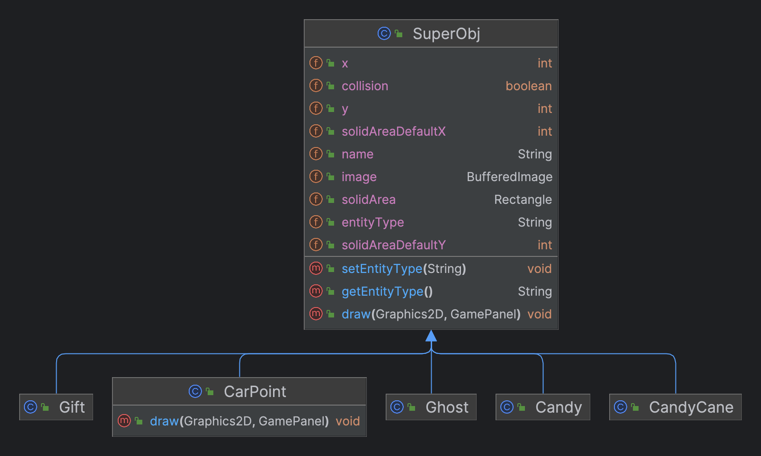 SuperObj
x int
collision boolean
y int
solidAreaDefaultX int
name String
image BufferedImage
solidArea Rectangle
entityType String
solidAreaDefaultY int
setEntityType(String) void
getEntityType() String
draw(Graphics2D, GamePanel) void
Gift
CarPoint
draw(Graphics2D, GamePanel) void
Ghost
Candy
CandyCane